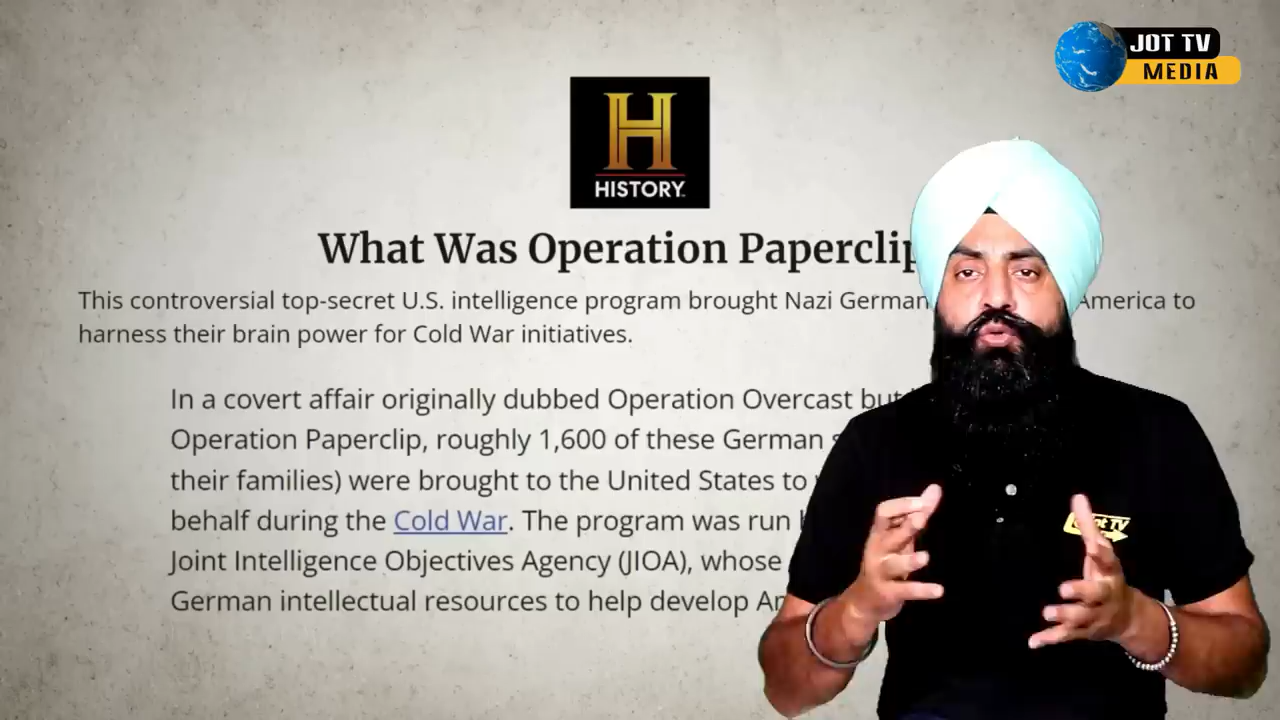 JOT TV
MEDIA
H
HISTORY
What Was Operation Paperclip
This controversial top-secret U.S. intelligence program brought Nazi German America to
harness their brain power for Cold War initiatives.
In a covert affair originally dubbed Operation Overcast but
Operation Paperclip, roughly 1,600 of these German
their families) were brought to the United States to
behalf during the Cold War. The program was run
Joint Intelligence Objectives Agency (JIOA), whose
German intellectual resources to help develop
Jot TV